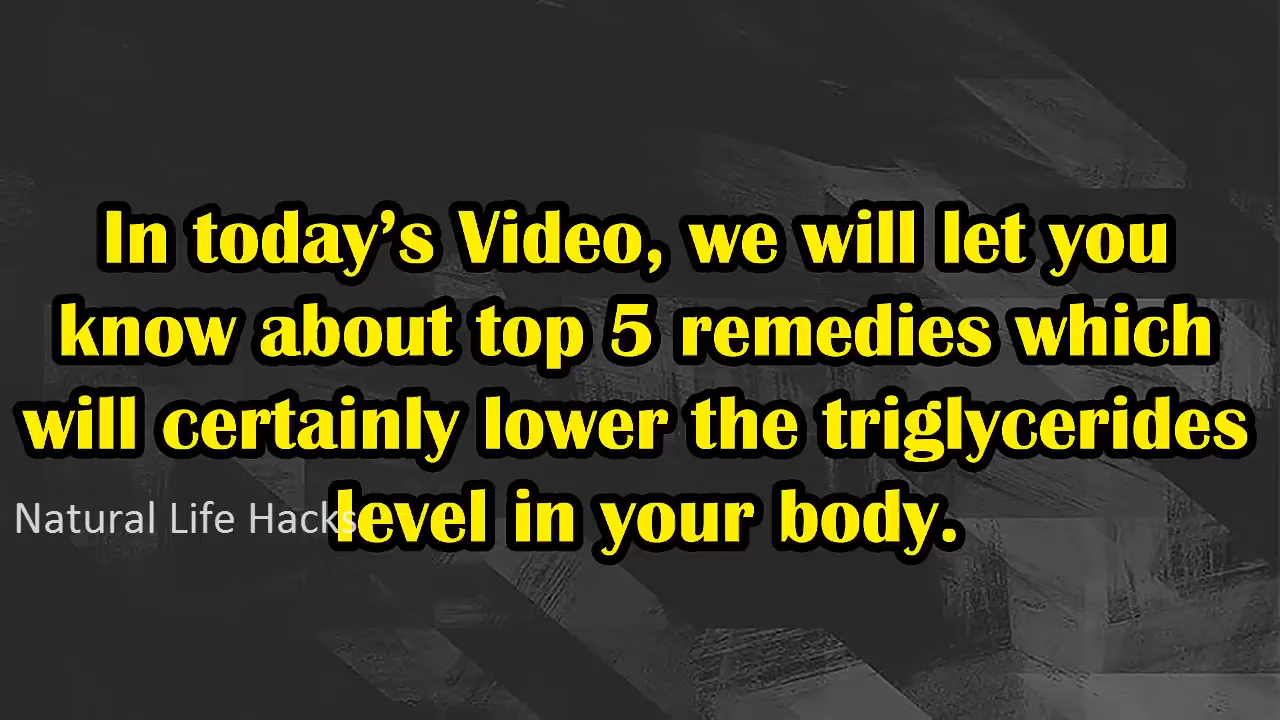 In today’s Video, we will let you
know about top 5 remedies which
will certainly lower the triglycerides
level in your body.
Natural Life Hacks